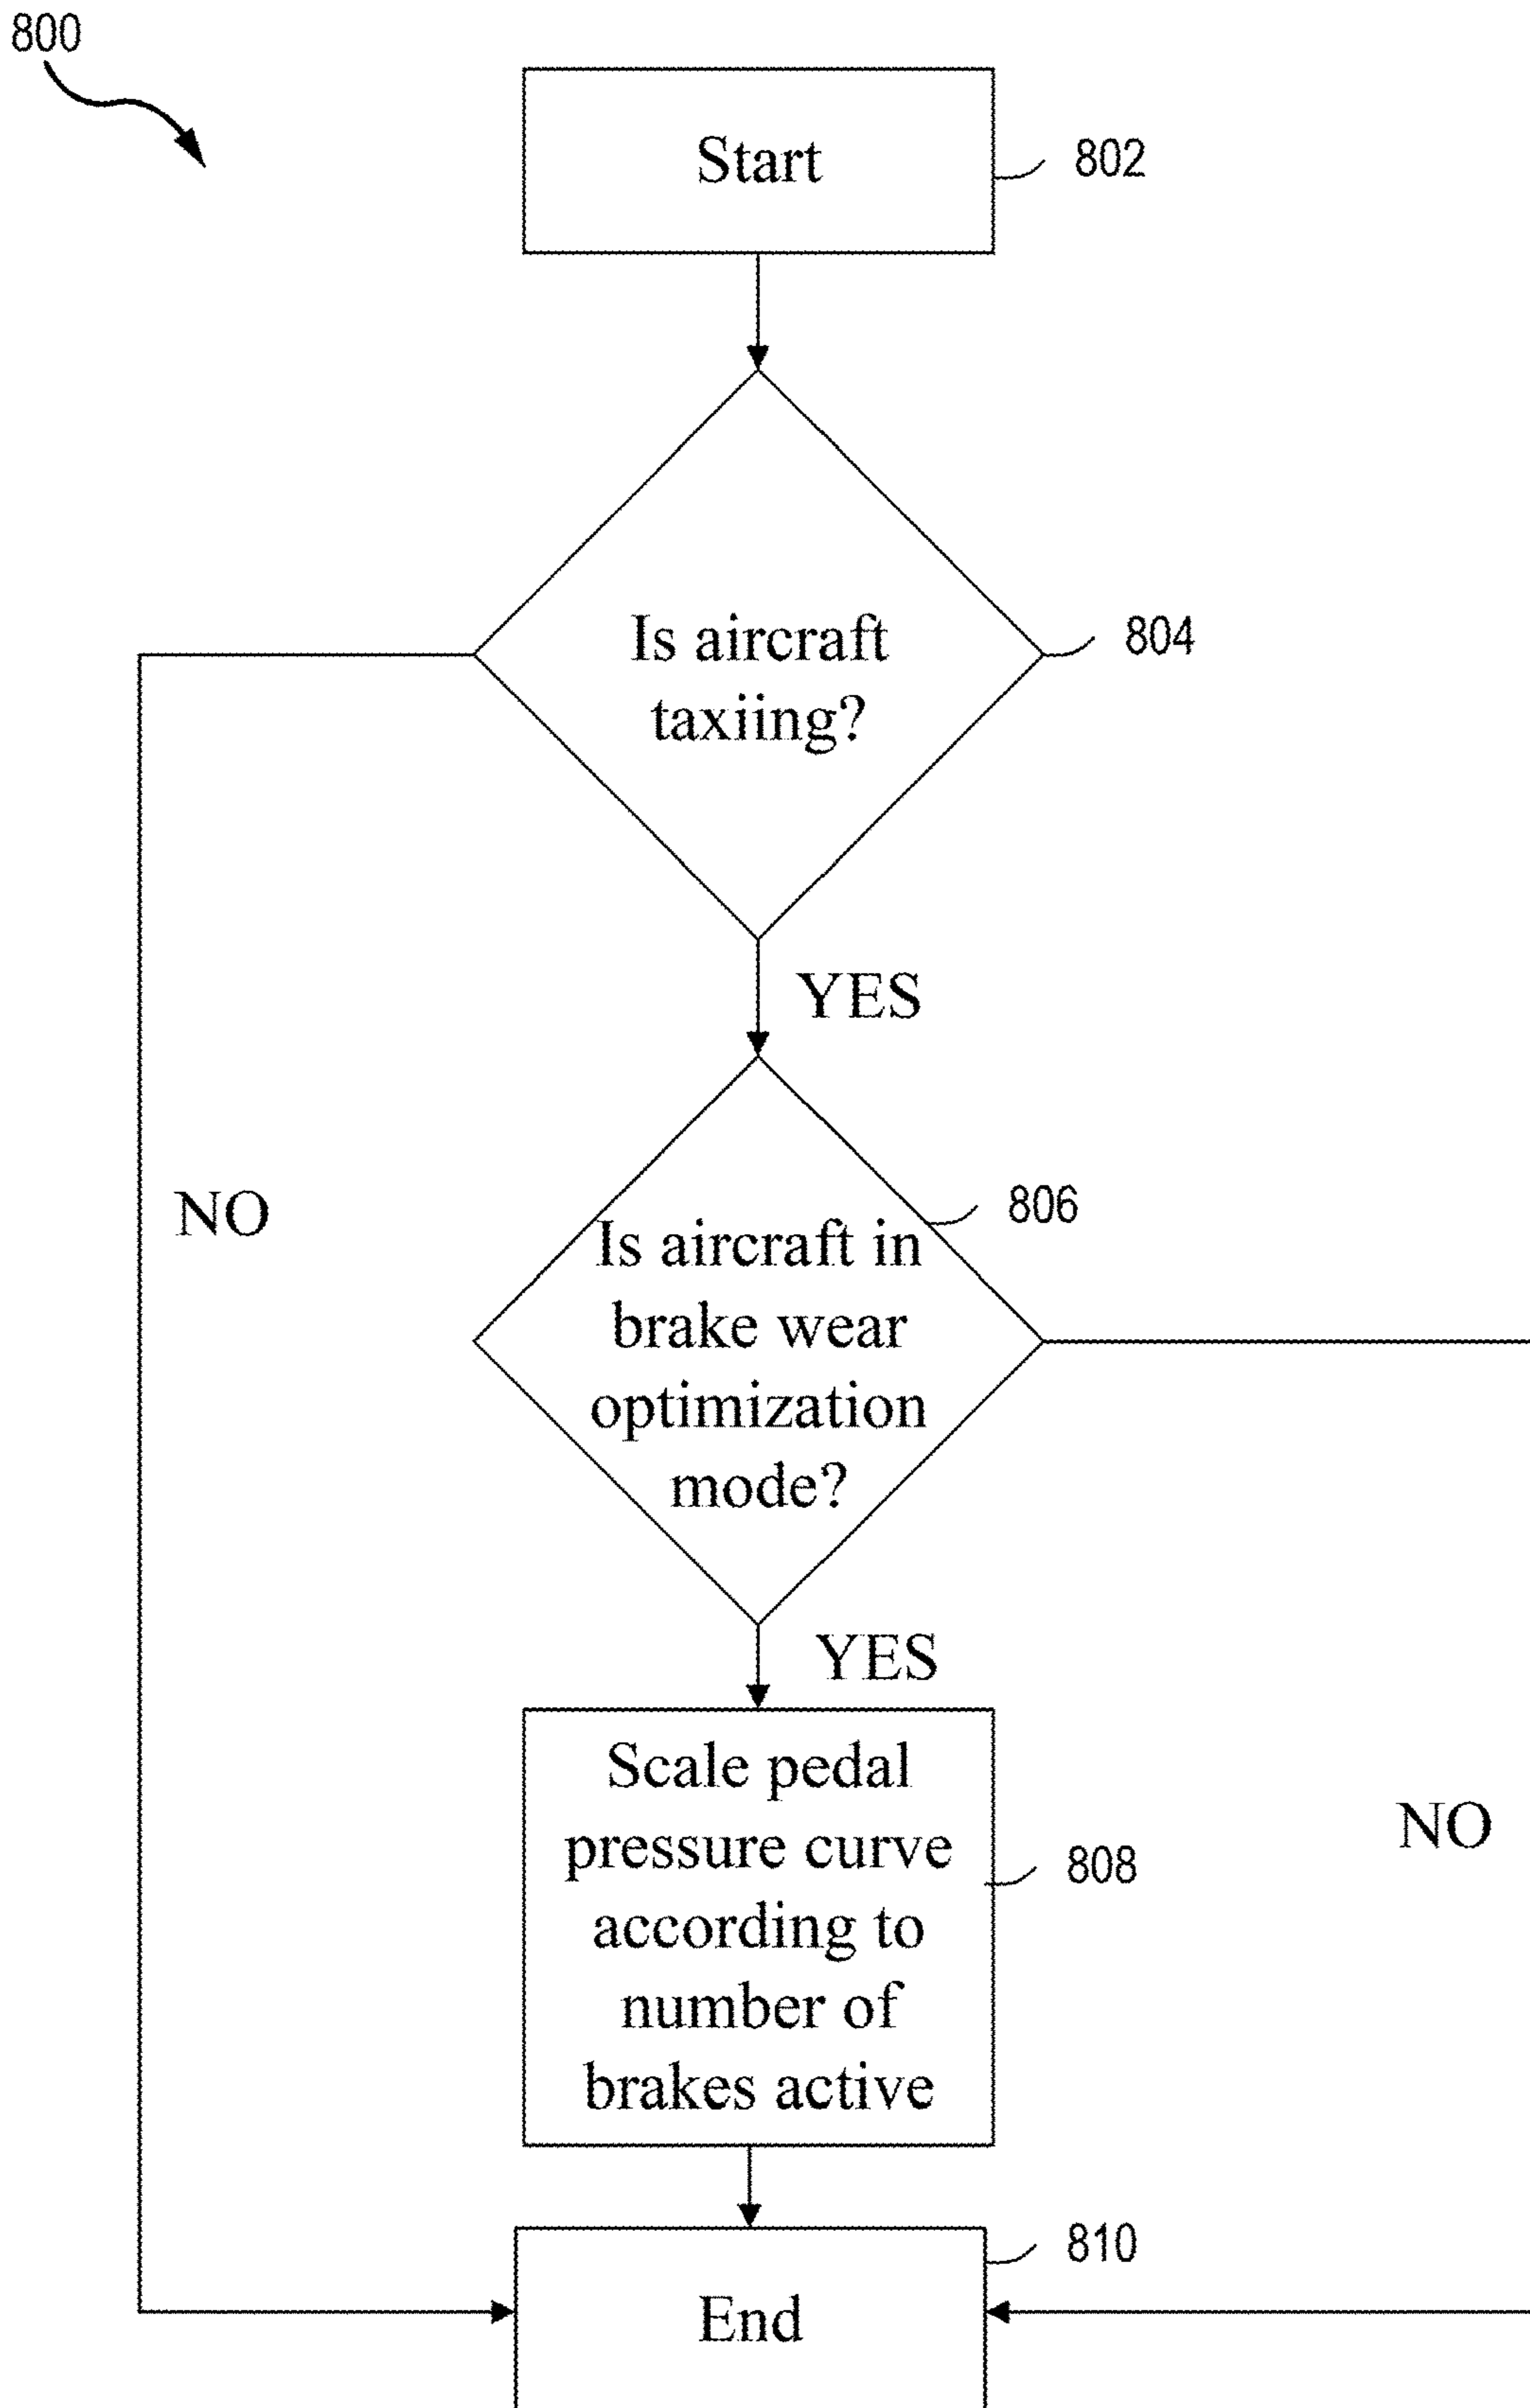 800
Start
802
Is aircraft
taxiing?
804
YES
NO
806
Is aircraft in
brake wear
optimization
mode?
YES
Scale pedal
pressure curve
according to
number of
brakes active
808
NO
810
End